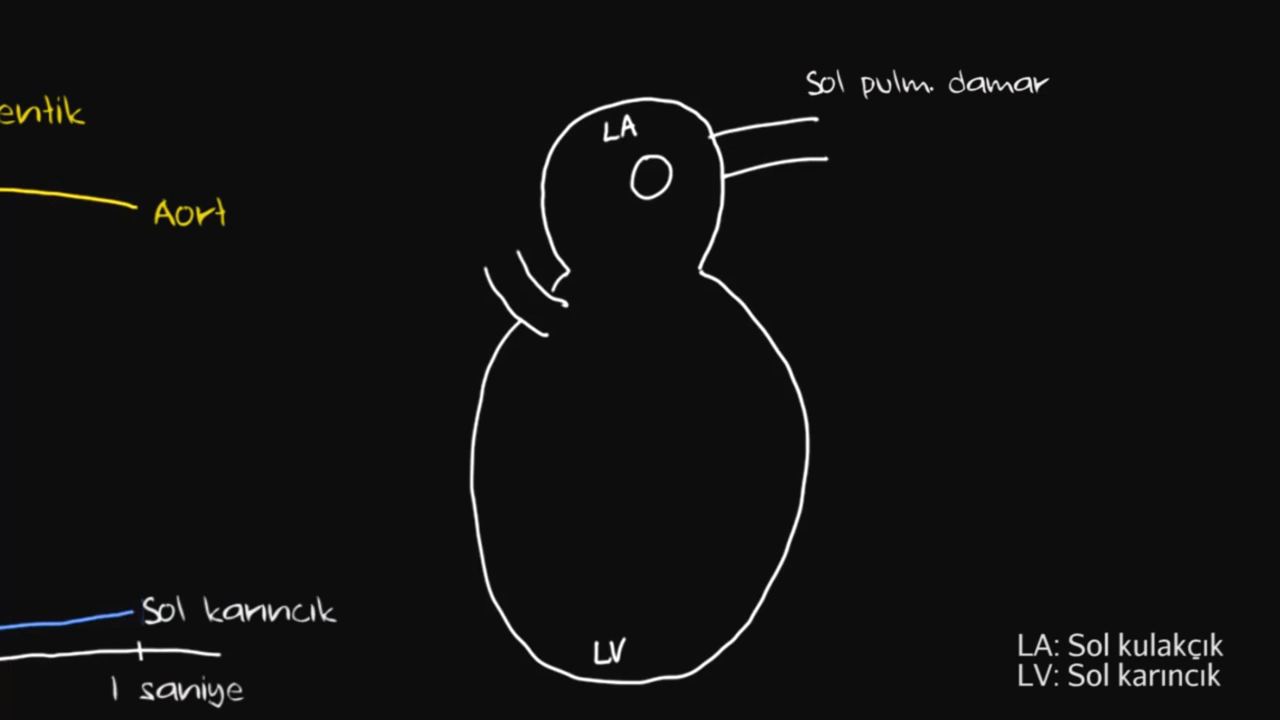 Sol pulm. damar
entik
LA
Aort
Sol karıncık
LV
LA: Sol kulakçık
LV: Sol karıncık
1 saniye